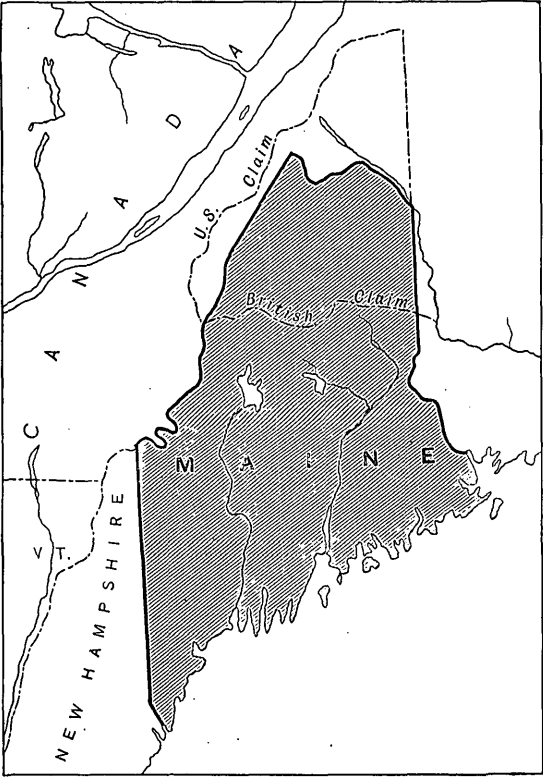 CANADA
U.S. Claim
British Claim
MAINE
VT.
NEW HAMPSHIRE